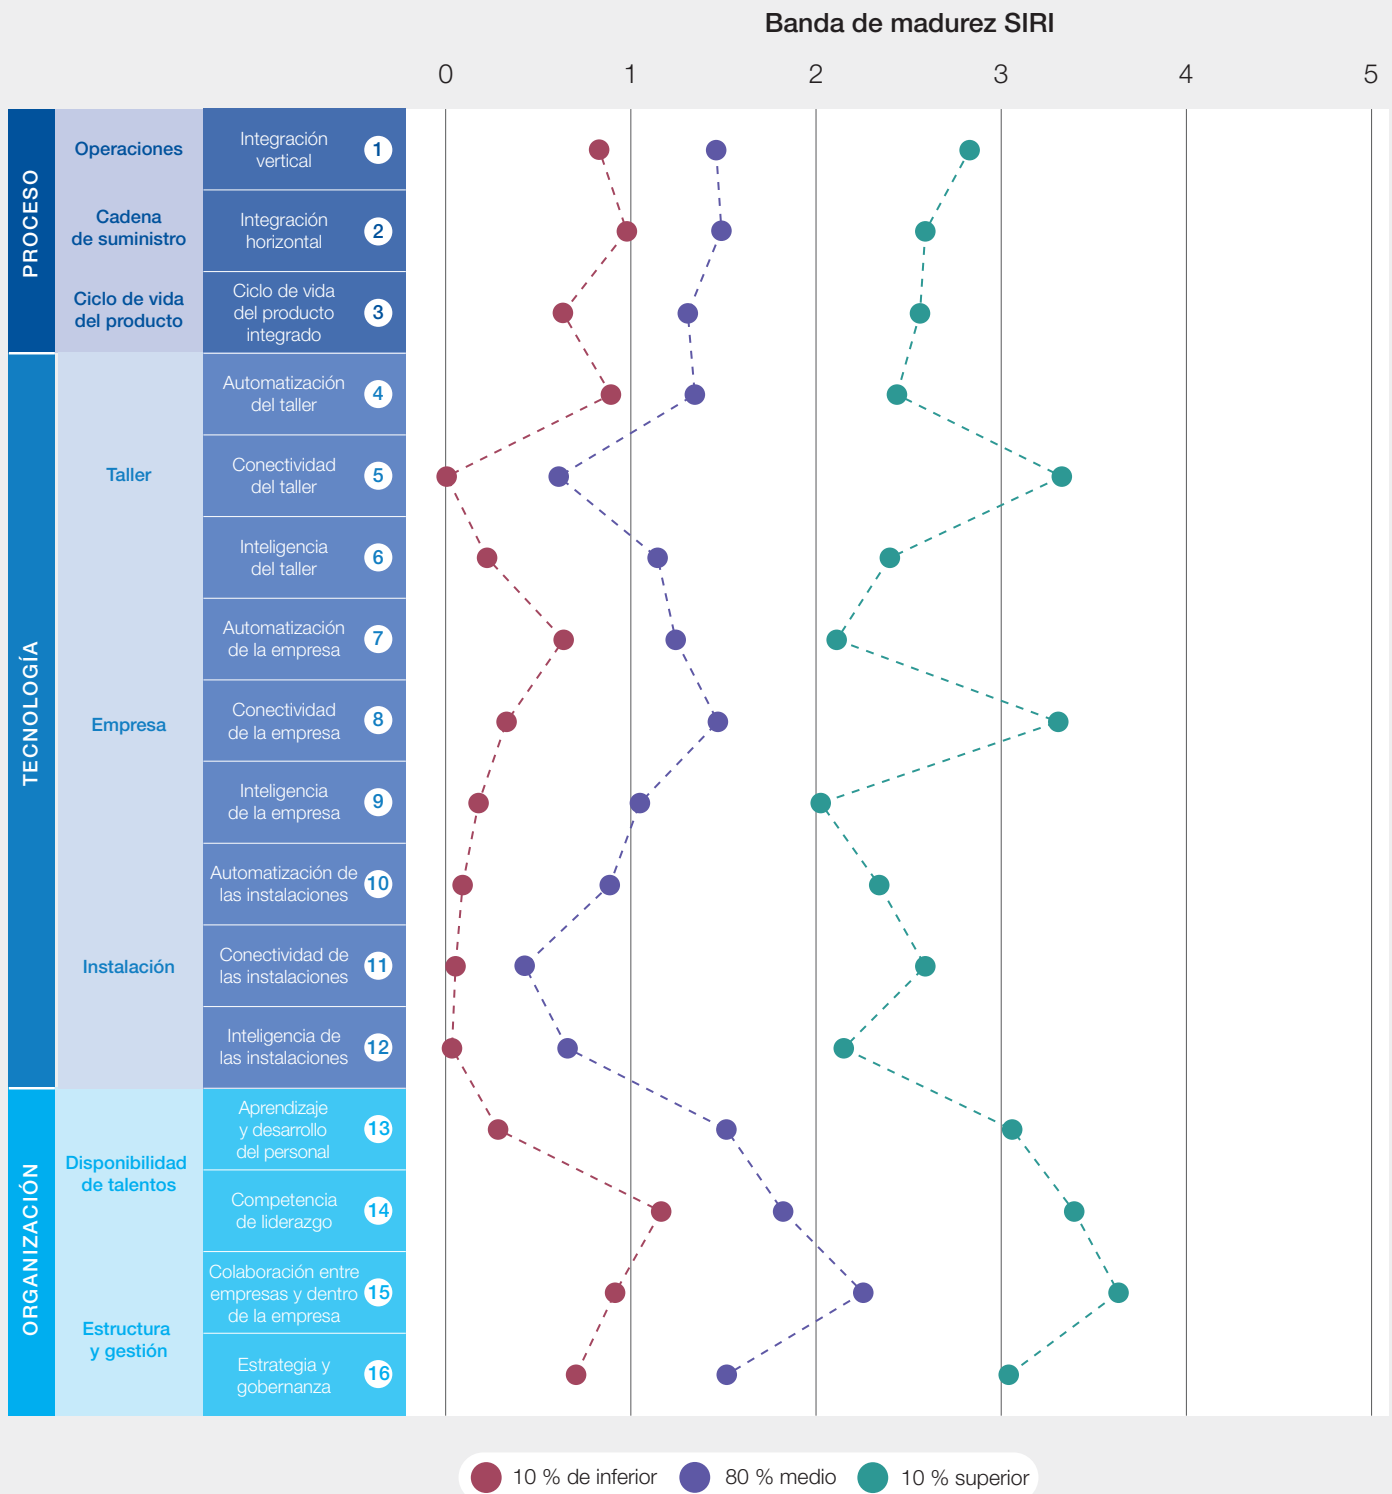 Banda de madurez SIRI
0 1 2 3 4 5
PROCESO
Operaciones
Integración
vertical
1
Cadena
de suministro
Integración
horizontal
2
Ciclo de vida
del producto
Ciclo de vida
del producto
integrado
3
TECNOLOGÍA
Taller
Automatización
del taller
4
Conectividad
del taller
5
Inteligencia
del taller
6
Empresa
Automatización
de la empresa
7
Conectividad
de la empresa
8
Inteligencia
de la empresa
9
Instalación
Automatización de
las instalaciones
10
Conectividad de
las instalaciones
11
Inteligencia de
las instalaciones
12
ORGANIZACIÓN
Disponibilidad
de talentos
Aprendizaje
y desarrollo
del personal
13
Competencia
de liderazgo
14
Estructura
y gestión
Colaboración entre
empresas y dentro
de la empresa
15
Estrategia y
gobernanza
16
10 % de inferior
80 % medio
10 % superior